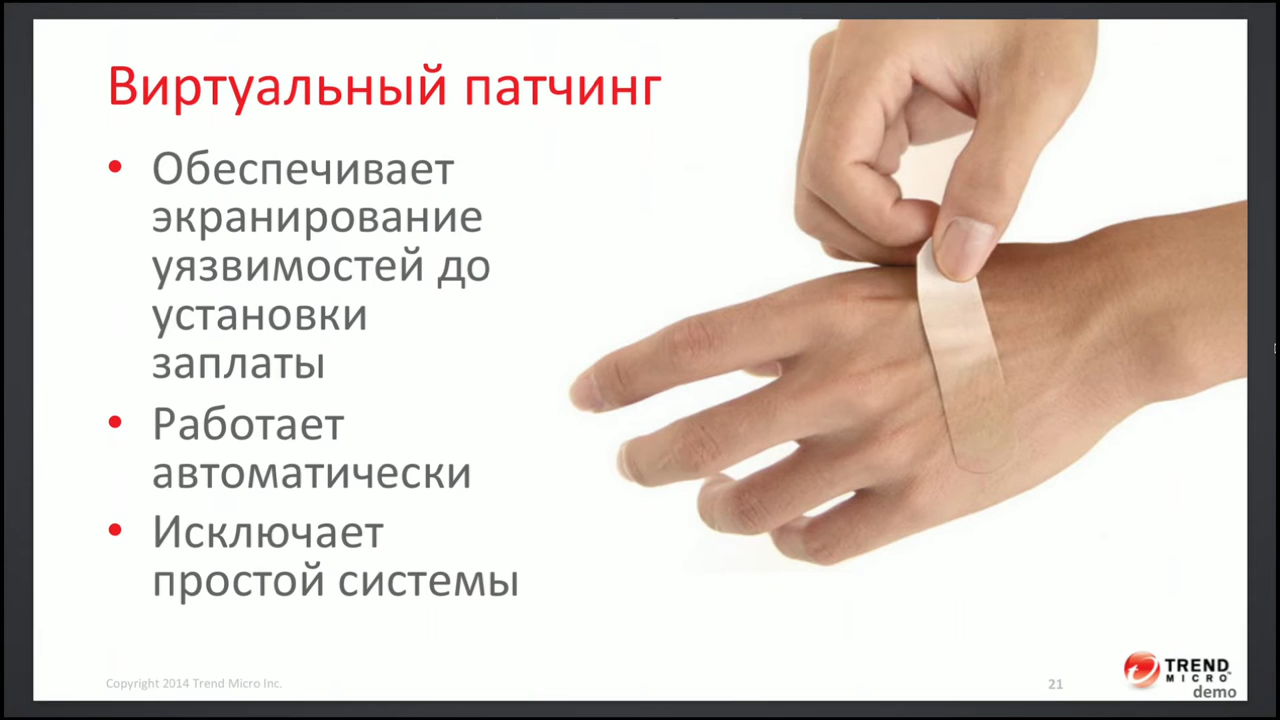 Виртуальный патчинг
• Обеспечивает
экранирование
уязвимостей до
установки
заплаты
• Работает
автоматически
• Исключает
простой системы
Copyright 2014 Trend Micro Inc.
21
TREND
MICRO
demo